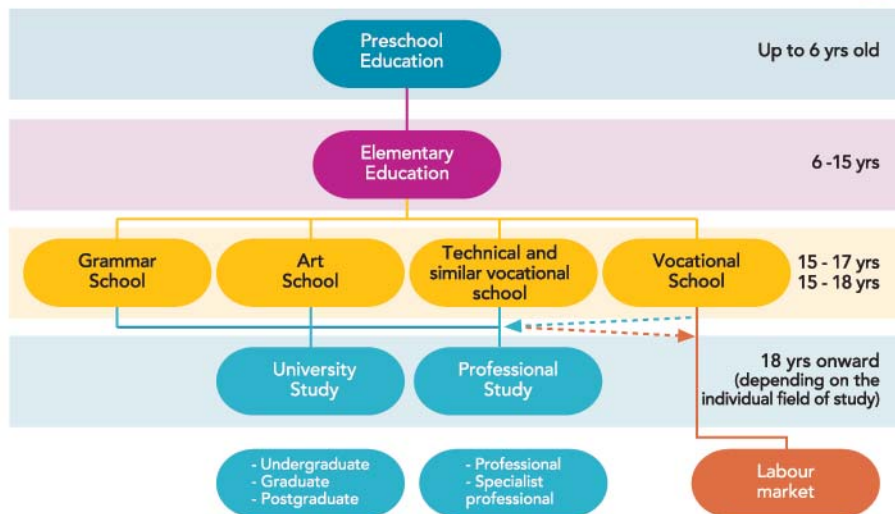 Preschool
Education
Up to 6 yrs old
Elementary
Education
6 -15 yrs
Grammar
School
Art
School
Technical and
similar vocational
school
Vocational
School
15 - 17 yrs
15 - 18 yrs
University
Study
Professional
Study
18 yrs onward
(depending on the
individual field of study)
- Undergraduate
- Graduate
- Postgraduate
- Professional
- Specialist
professional
Labour
market